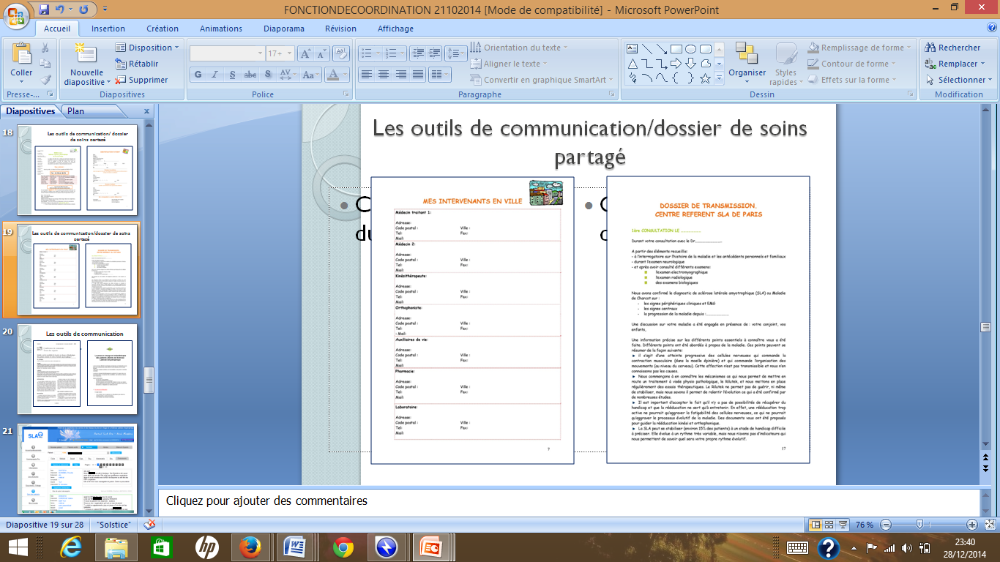 FONCTIONDECOORDINATION 21102014 [Mode de compatibilité] - Microsoft PowerPoint
Accueil Insertion Création Animations Diaporama Révision Affichage
Coller
Presse-...
Nouvelle diapositive
Disposition
Rétablir
Supprimer
Diapositives
17+
G I S abc S AV Aa A
Police
Orientation du texte
Aligner le texte
Convertir en graphique SmartArt
Paragraphe
Organiser
Styles rapides
Remplissage de forme
Contour de forme
Effets sur la forme
Dessin
Rechercher
Remplacer
Sélectionner
Modification
Diapositives Plan
18
Les outils de communication/ dossier
de soins partagé
19
Les outils de communication/dossier de soins
partagé
20
Les outils de communication
21
SLA
Les outils de communication/dossier de soins
partagé
MES INTERVENANTS EN VILLE
Médecin traitant 1:
Adresse:
Code postal : Ville :
Tel: Fax:
Mail:
Médecin 2:
Adresse:
Code postal : Ville :
Tel: Fax:
Mail:
Kinésithérapeute:
Adresse:
Code postal : Ville :
Tel: Fax:
Mail:
Orthophoniste:
Adresse:
Code postal : Ville :
Tel: Fax:
: Mail:
Auxiliaires de vie:
Adresse:
Code postal : Ville :
Tel: Fax:
Mail:
Pharmacie:
Adresse:
Code postal : Ville :
Tel: Fax:
Mail:
Laboratoire:
Adresse:
Code postal : Ville :
Tel: Fax:
Mail:
7
DOSSIER DE TRANSMISSION.
CENTRE REFERENT SLA DE PARIS
1ère CONSULTATION LE ...............
Durant votre consultation avec le Dr..................
A partir des éléments recueillis:
- à l'interrogatoire sur l'histoire de la maladie et les antécédents personnels et familiaux
- durant l'examen neurologique
- et après avoir consulté différents examens:
l'examen electromyographique
l'examen radiologique
des examens biologiques
Nous avons confirmé le diagnostic de sclérose latérale amyotrophique (SLA) ou Maladie
de Charcot sur :
- les signes périphériques cliniques et EMG
- les signes centraux
- la progression de la maladie depuis :...............
Une discussion sur votre maladie a été engagée en présence de : votre conjoint, vos
enfants,
Une information précise sur les différents points essentiels à connaître vous a été
faite. Différents points ont été abordés à propos de la maladie. Ces points peuvent se
résumer de la façon suivante:
► il s'agit d'une atteinte progressive des cellules nerveuses qui commande la
contraction musculaire (dans la moelle épinière) et qui commande l'organisation des
mouvements (au niveau du cerveau). Cette affection n'est pas transmissible et nous n'en
connaissons pas les causes.
► Nous commençons à en connaître les mécanismes ce qui nous permet de mettre en
route un traitement à visée physio pathologique, le Rilutek, et nous mettons en place
régulièrement des essais thérapeutiques. Le Rilutek ne permet pas de guérir, ni même
de stabiliser, mais nous savons il permet de ralentir l'évolution ce qui a été confirmé par
de nombreuses études.
► Il est important d'accepter le fait qu'il n'y a pas de possibilités de récupérer du
handicap et que la rééducation ne sert qu'à entretenir. En effet, une rééducation trop
active ne pourrait qu'aggraver la fatigabilité des cellules nerveuses, ce qui ne pourrait
qu'aggraver le processus évolutif de la maladie. Des documents vous ont été proposés
pour guider la rééducation kinési et orthophonique.
► La SLA peut se stabiliser (environ 15% des patients) à un stade de handicap difficile
à préciser. Elle évolue à un rythme très variable, mais nous n'avons pas d'indicateurs qui
nous permettent de savoir quel sera votre propre rythme évolutif.
17
Cliquez pour ajouter des commentaires
Diapositive 19 sur 28 "Solstice" 76 %
23:40
28/12/2014